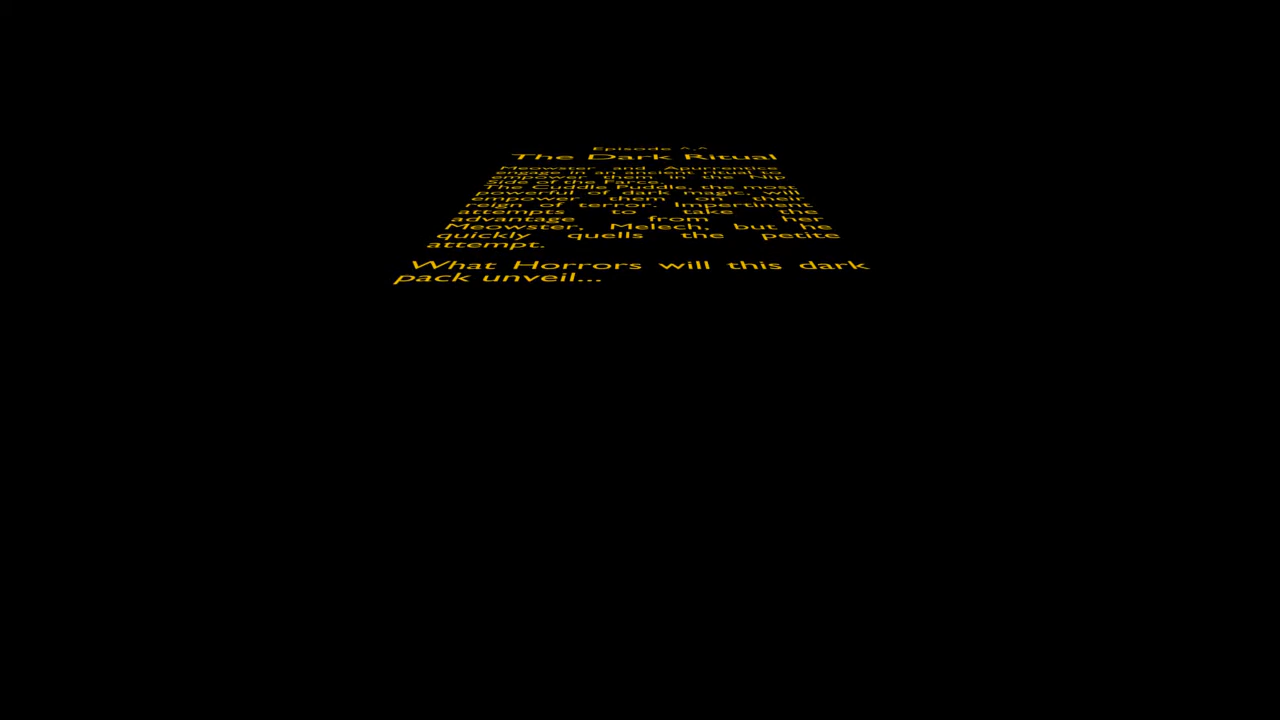 Episode ^.^
The Dark Ritual
Meowster and Apurrentice
engage in an ancient ritual to
empower them in the Nip
Side of the Farce.
The Cuddle Puddle, the most
powerful of dark magic, will
empower them on their
reign of terror. Impertinent
attempts to take the
advantage from her
Meowster, Melech, but he
quickly quells the petite
attempt.
What Horrors will this dark
pack unveil...